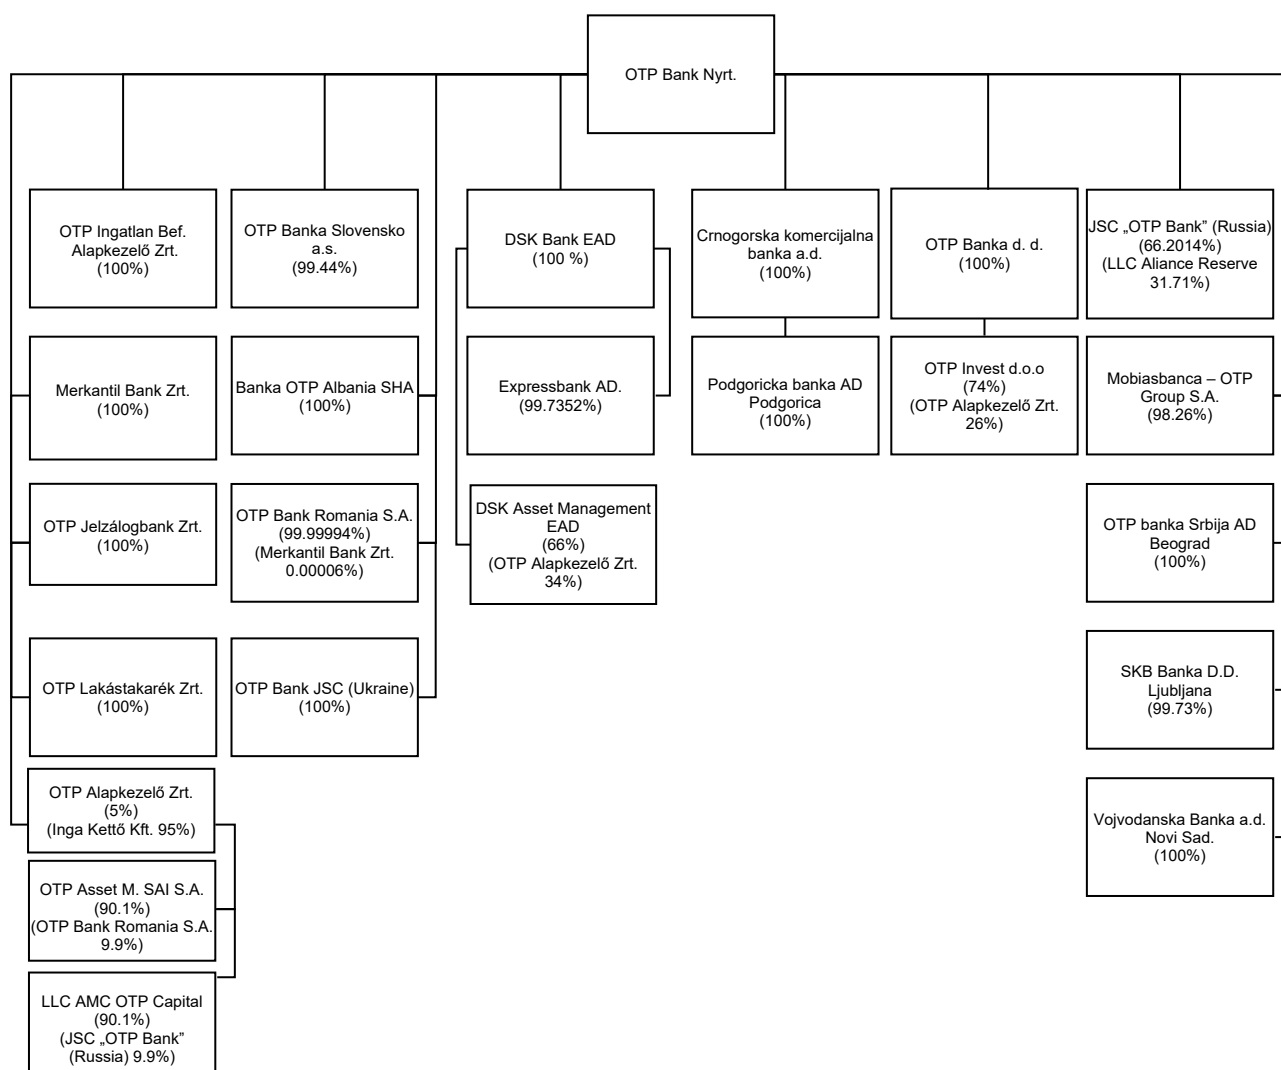 OTP Bank Nyrt.
OTP Ingatlan Bef.
Alapkezelő Zrt.
(100%)
OTP Banka Slovensko
a.s.
(99.44%)
DSK Bank EAD
(100 %)
Crnogorska komercijalna
banka a.d.
(100%)
OTP Banka d. d.
(100%)
JSC „OTP Bank” (Russia)
(66.2014%)
(LLC Aliance Reserve
31.71%)
Merkantil Bank Zrt.
(100%)
Banka OTP Albania SHA
(100%)
Expressbank AD.
(99.7352%)
Podgoricka banka AD
Podgorica
(100%)
OTP Invest d.o.o
(74%)
(OTP Alapkezelő Zrt.
26%)
Mobiasbanca – OTP
Group S.A.
(98.26%)
OTP Jelzálogbank Zrt.
(100%)
OTP Bank Romania S.A.
(99.99994%)
(Merkantil Bank Zrt.
0.00006%)
DSK Asset Management
EAD
(66%)
(OTP Alapkezelő Zrt.
34%)
OTP banka Srbija AD
Beograd
(100%)
OTP Lakástakarék Zrt.
(100%)
OTP Bank JSC (Ukraine)
(100%)
SKB Banka D.D.
Ljubljana
(99.73%)
OTP Alapkezelő Zrt.
(5%)
(Inga Kettő Kft. 95%)
Vojvodanska Banka a.d.
Novi Sad.
(100%)
OTP Asset M. SAI S.A.
(90.1%)
(OTP Bank Romania S.A.
9.9%)
LLC AMC OTP Capital
(90.1%)
(JSC „OTP Bank”
(Russia) 9.9%)